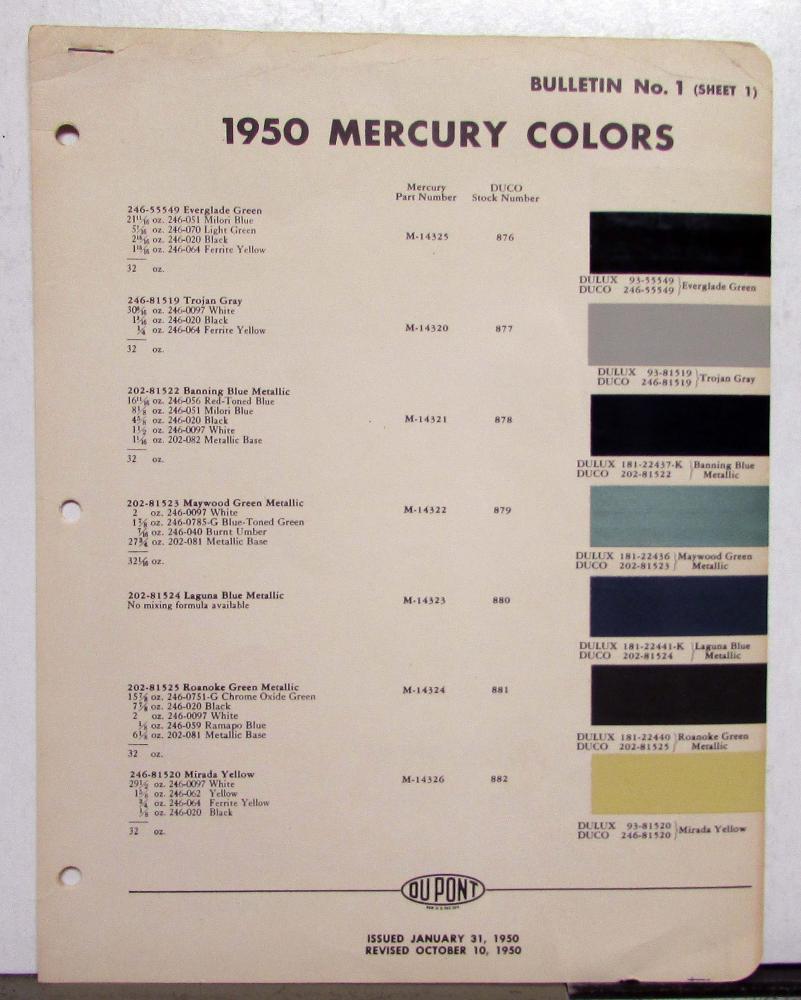 BULLETIN No. 1 (SHEET 1)
1950 MERCURY COLORS
Mercury Part Number
DUCO Stock Number
246-55549 Everglade Green
21 11/16 oz. 246-051 Milori Blue
oz. 246-070 Light Green
oz. 246-020 Black
oz. 246-064 Ferrite Yellow
32 oz.
M-14325 876
DULUX 93-55549
DUCO 246-55549
Everglade Green
246-81519 Trojan Gray
oz. 246-0097 White
oz. 246-020 Black
oz. 246-064 Ferrite Yellow
32 oz.
M-14320 877
DULUX 93-81519
DUCO 246-81519
Trojan Gray
202-81522 Banning Blue Metallic
16 11/16 oz. 246-056 Red-Toned Blue
oz. 246-051 Milori Blue
oz. 246-020 Black
1 1/2 oz. 246-0097 White
oz. 202-082 Metallic Base
32 oz.
M-14321 878
DULUX 181-22437-K
DUCO 202-81522
Banning Blue Metallic
202-81523 Maywood Green Metallic
2 oz. 246-0097 White
oz. 246-0785-G Blue-Toned Green
oz. 246-040 Burnt Umber
27 3/4 oz. 202-081 Metallic Base
32 1/16 oz.
M-14322 879
DULUX 181-22436
DUCO 202-81523
Maywood Green Metallic
202-81524 Laguna Blue Metallic
No mixing formula available
M-14323 880
DULUX 181-22441-K
DUCO 202-81524
Laguna Blue Metallic
202-81525 Roanoke Green Metallic
15 7/8 oz. 246-0751-G Chrome Oxide Green
oz. 246-020 Black
2 oz. 246-0097 White
oz. 246-059 Ramapo Blue
oz. 202-081 Metallic Base
32 oz.
M-14324 881
DULUX 181-22440
DUCO 202-81525
Roanoke Green Metallic
246-81520 Mirada Yellow
29 1/2 oz. 246-0097 White
oz. 246-062 Yellow
3/4 oz. 246-064 Ferrite Yellow
1/8 oz. 246-020 Black
32 oz.
M-14326 882
DULUX 93-81520
DUCO 246-81520
Mirada Yellow
DU PONT
ISSUED JANUARY 31, 1950
REVISED OCTOBER 10, 1950